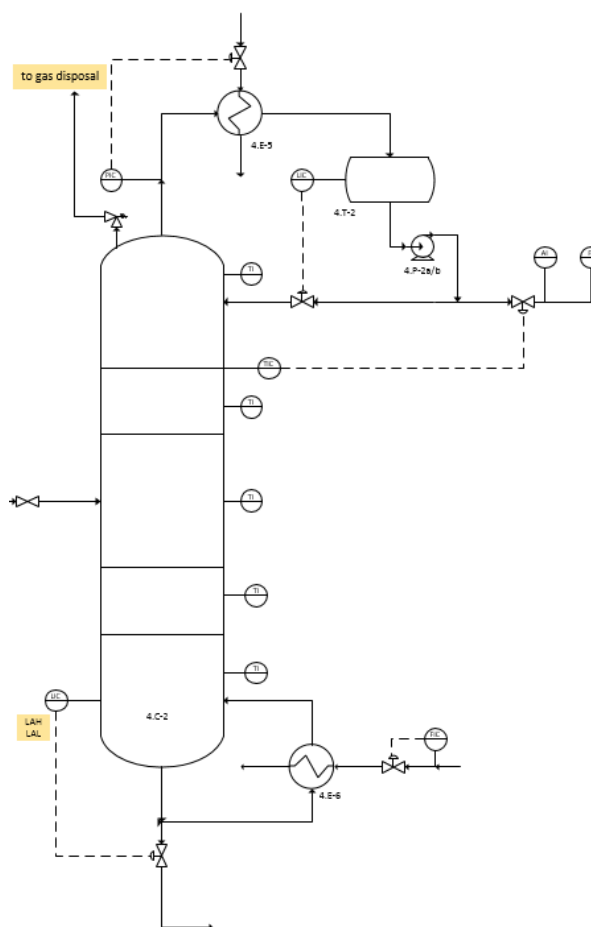 to gas disposal
4.E-5
PIC
LIC
4.T-2
4.P-2a/b
TI
AI
TIC
TI
TI
TI
TI
LIC
LAH
LAL
4.C-2
FIC
4.E-6